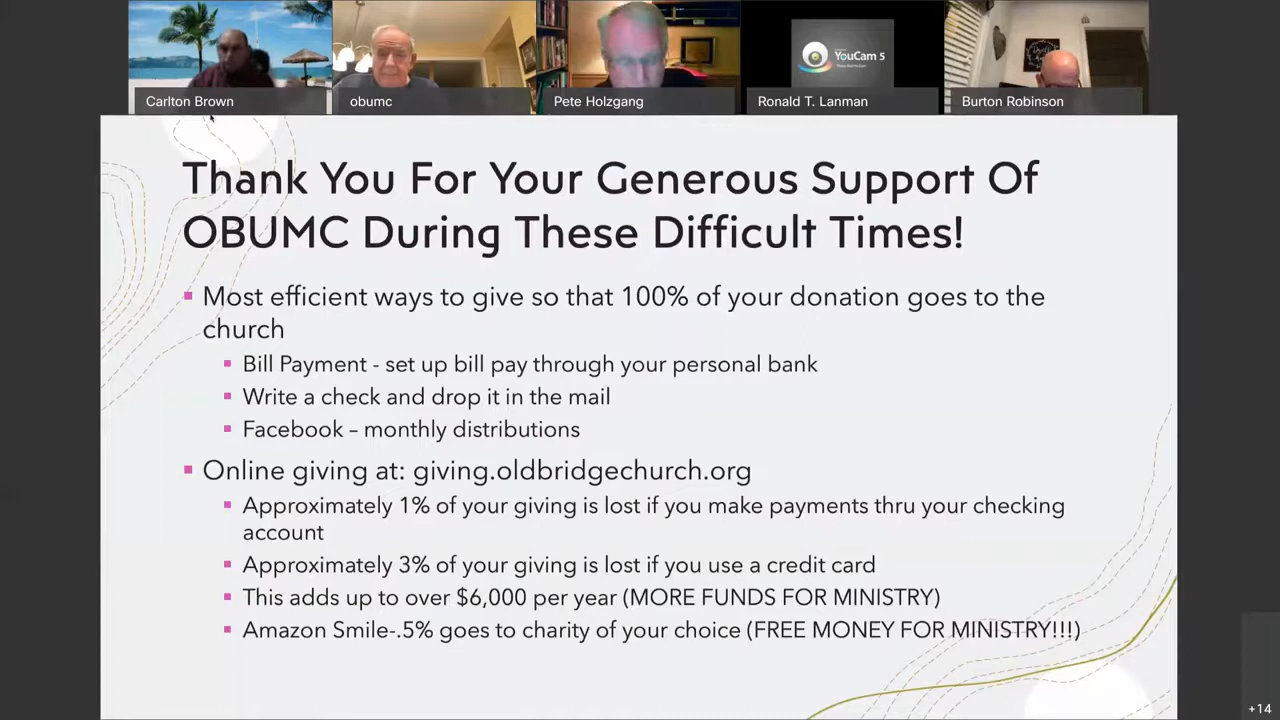 YouCam 5
Carlton Brown
obumc
Pete Holzgang
Ronald T. Lanman
Burton Robinson
Thank You For Your Generous Support Of
OBUMC During These Difficult Times!
Most efficient ways to give so that 100% of your donation goes to the
church
Bill Payment - set up bill pay through your personal bank
Write a check and drop it in the mail
Facebook – monthly distributions
Online giving at: giving.oldbridgechurch.org
Approximately 1% of your giving is lost if you make payments thru your checking
account
Approximately 3% of your giving is lost if you use a credit card
This adds up to over $6,000 per year (MORE FUNDS FOR MINISTRY)
Amazon Smile-.5% goes to charity of your choice (FREE MONEY FOR MINISTRY!!!)
+14